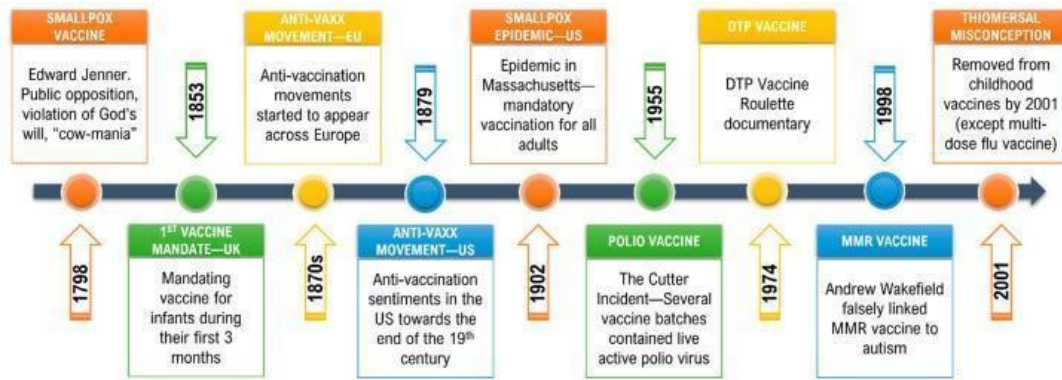 SMALLPOX
VACCINE
Edward Jenner.
Public opposition,
violation of God's
will, "cow-mania"
1798
1853
1ST VACCINE
MANDATE—UK
Mandating
vaccine for
infants during
their first 3
months
ANTI-VAXX
MOVEMENT—EU
Anti-vaccination
movements
started to appear
across Europe
1870s
1879
ANTI-VAXX
MOVEMENT—US
Anti-vaccination
sentiments in the
US towards the
end of the 19th
century
SMALLPOX
EPIDEMIC—US
Epidemic in
Massachusetts—
mandatory
vaccination for all
adults
1902
1955
POLIO VACCINE
The Cutter
Incident—Several
vaccine batches
contained live
active polio virus
DTP VACCINE
DTP Vaccine
Roulette
documentary
1974
1998
MMR VACCINE
Andrew Wakefield
falsely linked
MMR vaccine to
autism
THIOMERSAL
MISCONCEPTION
Removed from
childhood
vaccines by 2001
(except multi-
dose flu vaccine)
2001